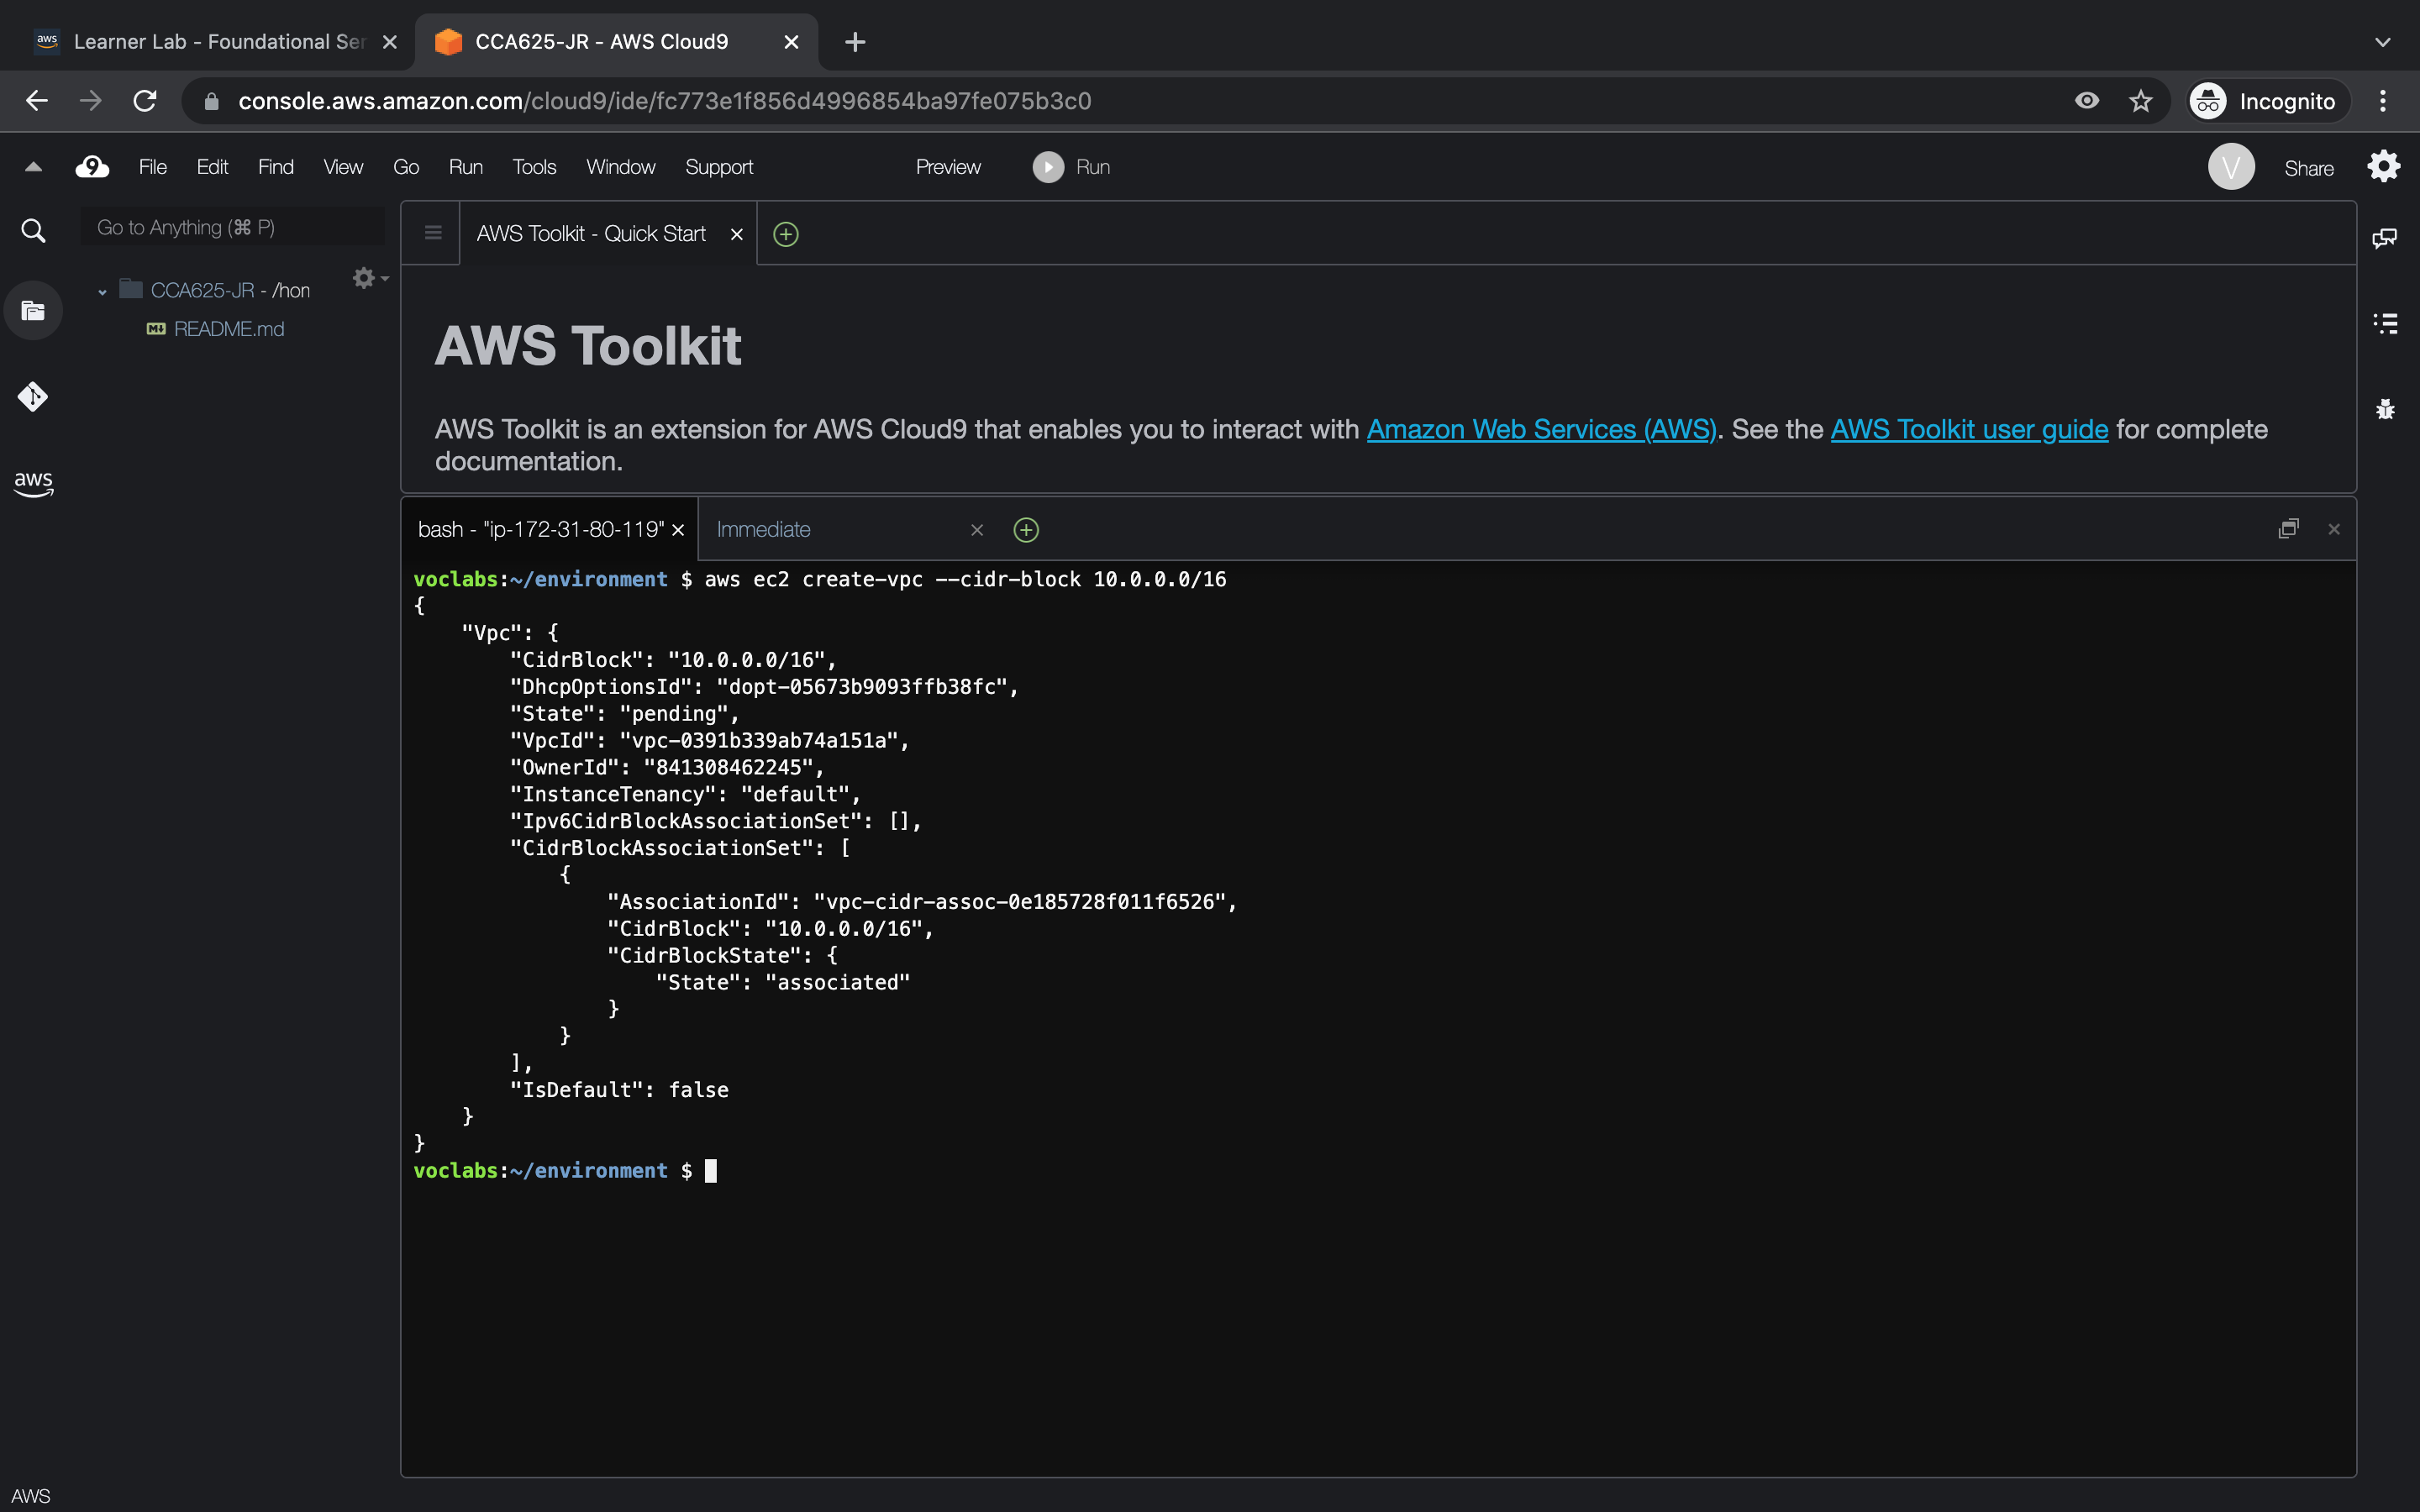 aws Learner Lab - Foundational Ser
CCA625-JR - AWS Cloud9
console.aws.amazon.com/cloud9/ide/fc773e1f856d4996854ba97fe075b3c0
Incognito
9 File Edit Find View Go Run Tools Window Support Preview Run
V Share
Go to Anything (⌘ P)
CCA625-JR - /hon
README.md
aws
AWS Toolkit - Quick Start
AWS Toolkit
AWS Toolkit is an extension for AWS Cloud9 that enables you to interact with Amazon Web Services (AWS). See the AWS Toolkit user guide for complete
documentation.
bash - "ip-172-31-80-119" Immediate
voclabs:~/environment $ aws ec2 create-vpc --cidr-block 10.0.0.0/16
{
    "Vpc": {
        "CidrBlock": "10.0.0.0/16",
        "DhcpOptionsId": "dopt-05673b9093ffb38fc",
        "State": "pending",
        "VpcId": "vpc-0391b339ab74a151a",
        "OwnerId": "841308462245",
        "InstanceTenancy": "default",
        "Ipv6CidrBlockAssociationSet": [],
        "CidrBlockAssociationSet": [
            {
                "AssociationId": "vpc-cidr-assoc-0e185728f011f6526",
                "CidrBlock": "10.0.0.0/16",
                "CidrBlockState": {
                    "State": "associated"
                }
            }
        ],
        "IsDefault": false
    }
}
voclabs:~/environment $
AWS